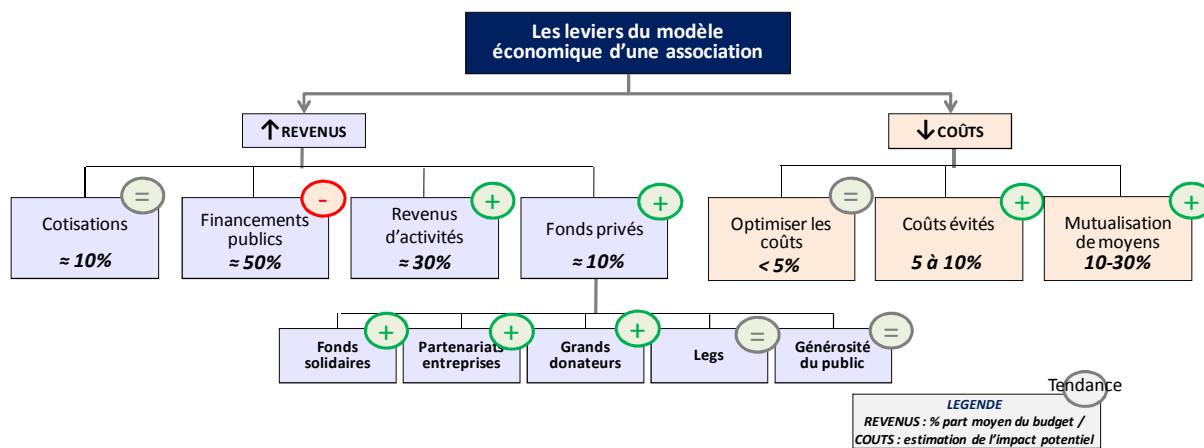 Les leviers du modèle
économique d'une association
↑ REVENUS
↓ COÛTS
=
-
+
+
=
+
+
Cotisations
≈ 10%
Financements
publics
≈ 50%
Revenus
d'activités
≈ 30%
Fonds privés
≈ 10%
Optimiser les
coûts
< 5%
Coûts évités
5 à 10%
Mutualisation
de moyens
10-30%
+
+
+
=
=
Fonds
solidaires
Partenariats
entreprises
Grands
donateurs
Legs
Générosité
du public
Tendance
LEGENDE
REVENUS : % part moyen du budget /
COUTS : estimation de l'impact potentiel